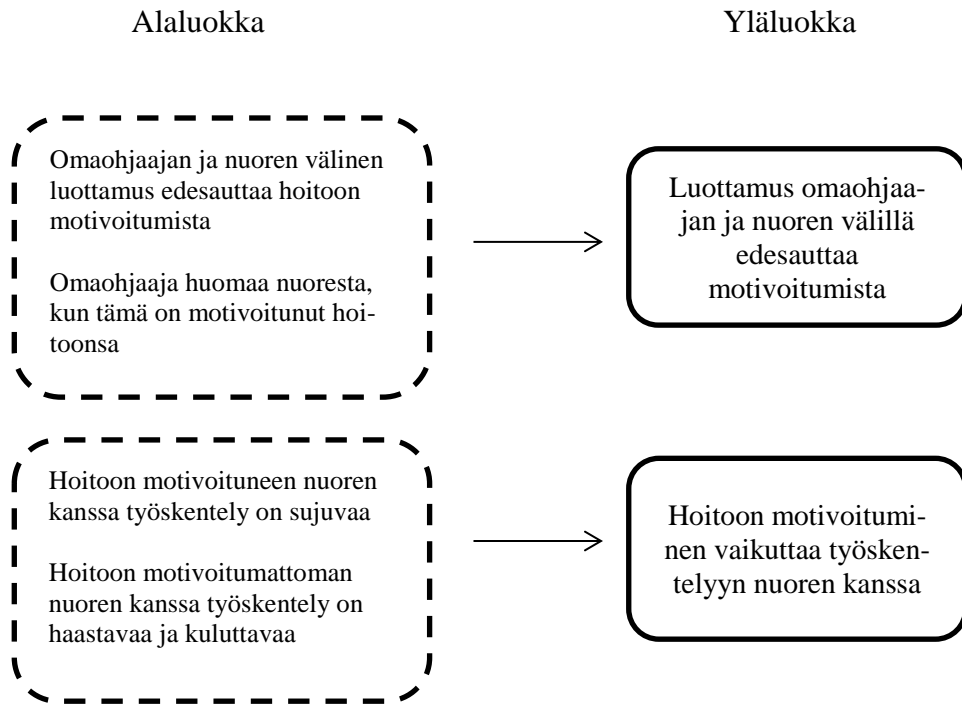 Alaluokka
Yläluokka
Omaohjaajan ja nuoren välinen
luottamus edesauttaa hoitoon
motivoitumista
Omaohjaaja huomaa nuoresta,
kun tämä on motivoitunut hoi-
toonsa
Luottamus omaohjaa-
jan ja nuoren välillä
edesauttaa
motivoitumista
Hoitoon motivoituneen nuoren
kanssa työskentely on sujuvaa
Hoitoon motivoitumattoman
nuoren kanssa työskentely on
haastavaa ja kuluttavaa
Hoitoon motivoitumi-
nen vaikuttaa työsken-
telyyn nuoren kanssa